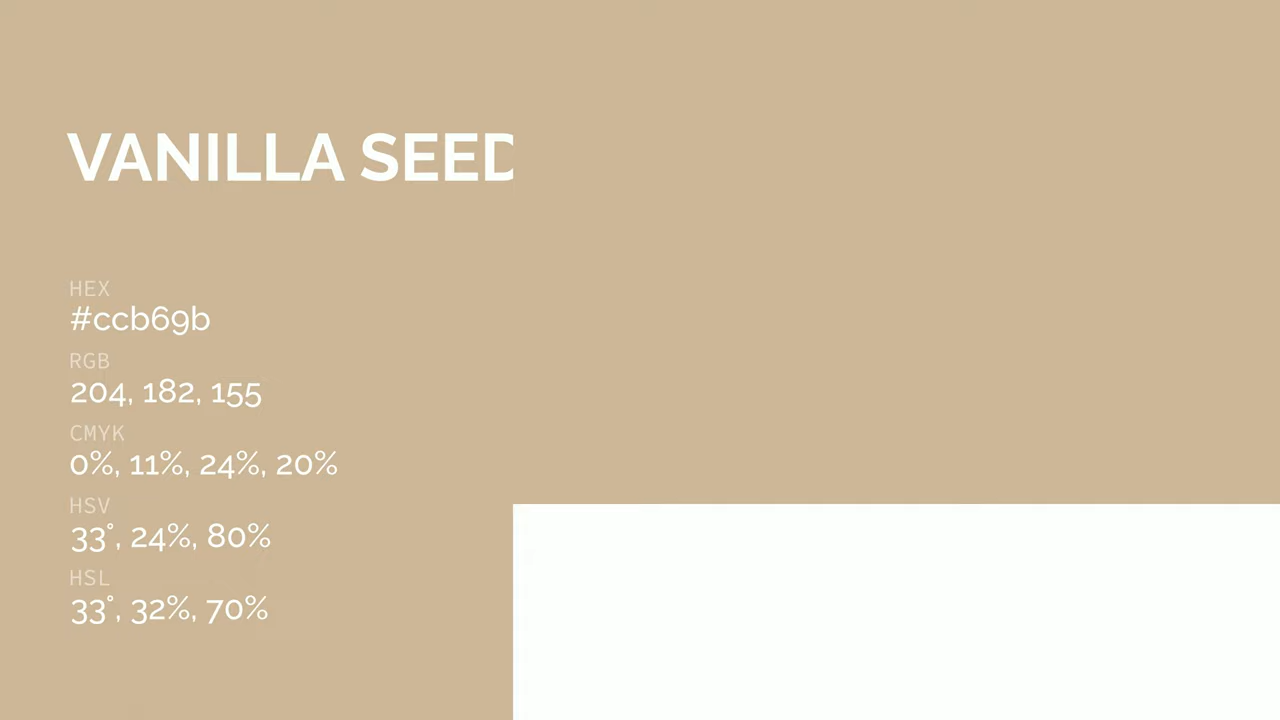 VANILLA SEED
HEX
#ccb69b
RGB
204, 182, 155
CMYK
0%, 11%, 24%, 20%
HSV
33°, 24%, 80%
HSL
33°, 32%, 70%